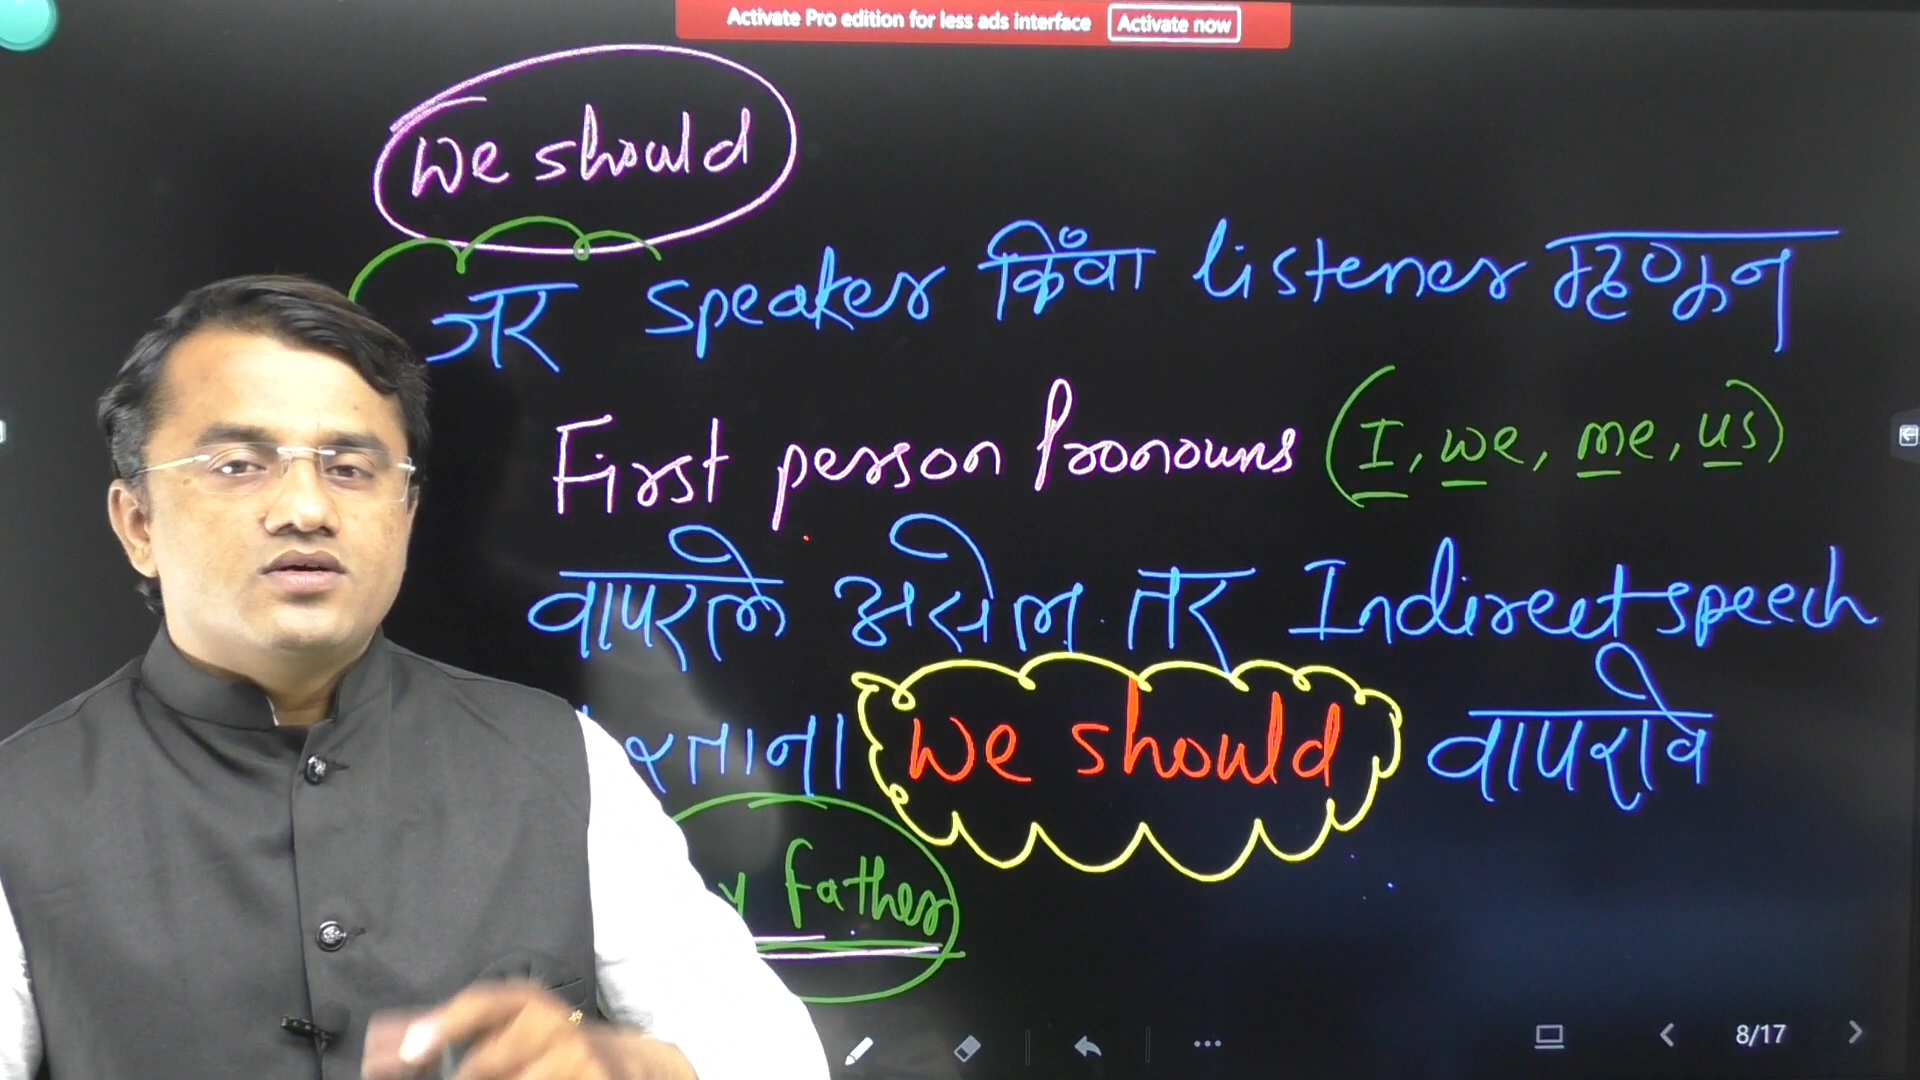 Activate Pro edition for less ads interface Activate now
We should
जर speaker किंवा listener म्हणून
First person Pronouns (I, we, me, us)
वापरले असेल तर Indirect speech
रताना we should वापरावे
y father
8/17